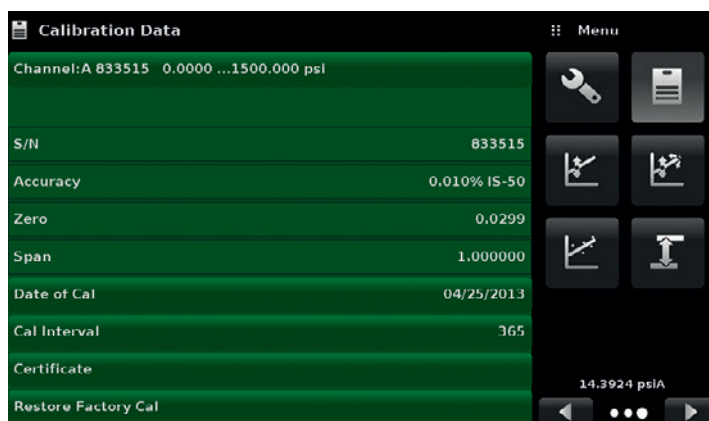 Calibration Data
Menu
Channel:A 833515 0.0000 ...1500.000 psi
S/N 833515
Accuracy 0.010% IS-50
Zero 0.0299
Span 1.000000
Date of Cal 04/25/2013
Cal Interval 365
Certificate
Restore Factory Cal
14.3924 psiA